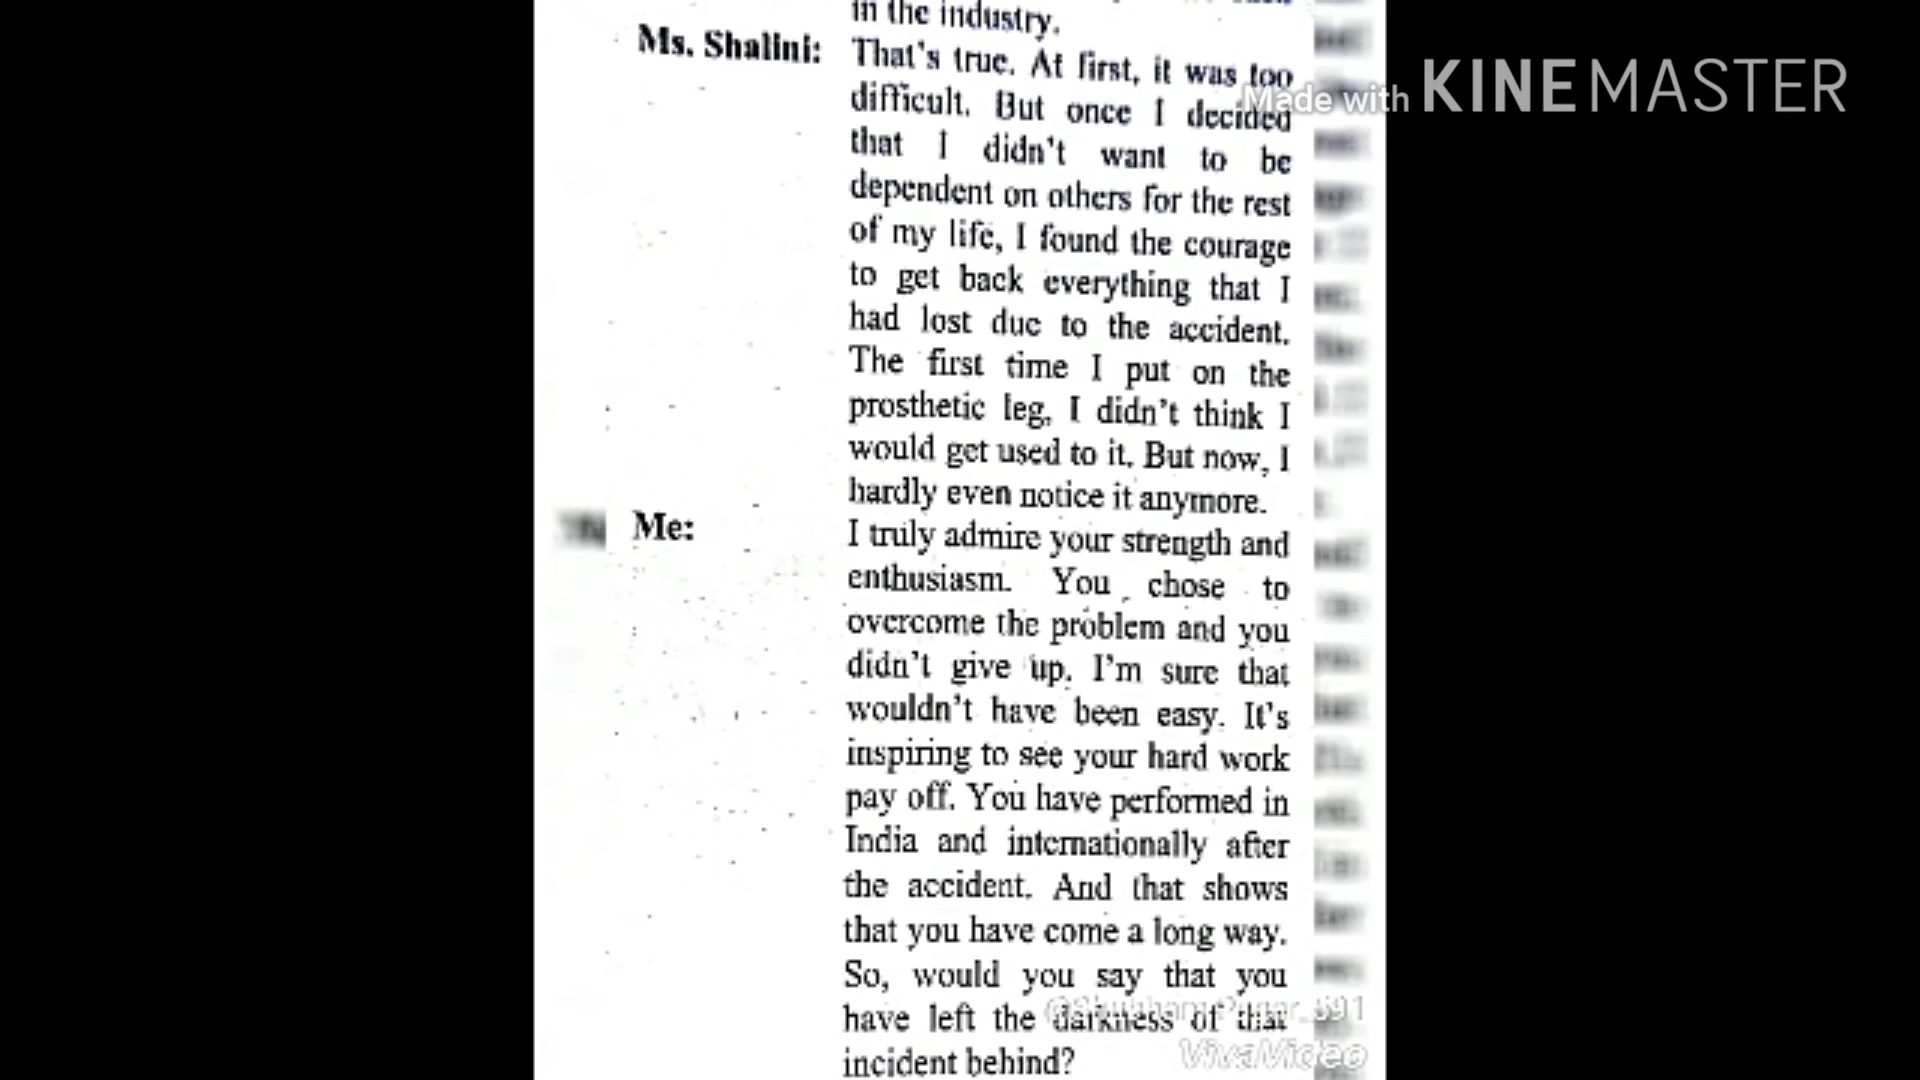 in the industry.
Ms. Shalini: That's true. At first, it was too
difficult. But once I decided
Made with KINEMASTER
that I didn't want to be
dependent on others for the rest
of my life, I found the courage
to get back everything that I
had lost due to the accident.
The first time I put on the
prosthetic leg, I didn't think I
would get used to it. But now, I
hardly even notice it anymore.
Me: I truly admire your strength and
enthusiasm. You chose to
overcome the problem and you
didn't give up. I'm sure that
wouldn't have been easy. It's
inspiring to see your hard work
pay off. You have performed in
India and internationally after
the accident. And that shows
that you have come a long way.
So, would you say that you
have left the darkness of that
incident behind?
VivaVideo